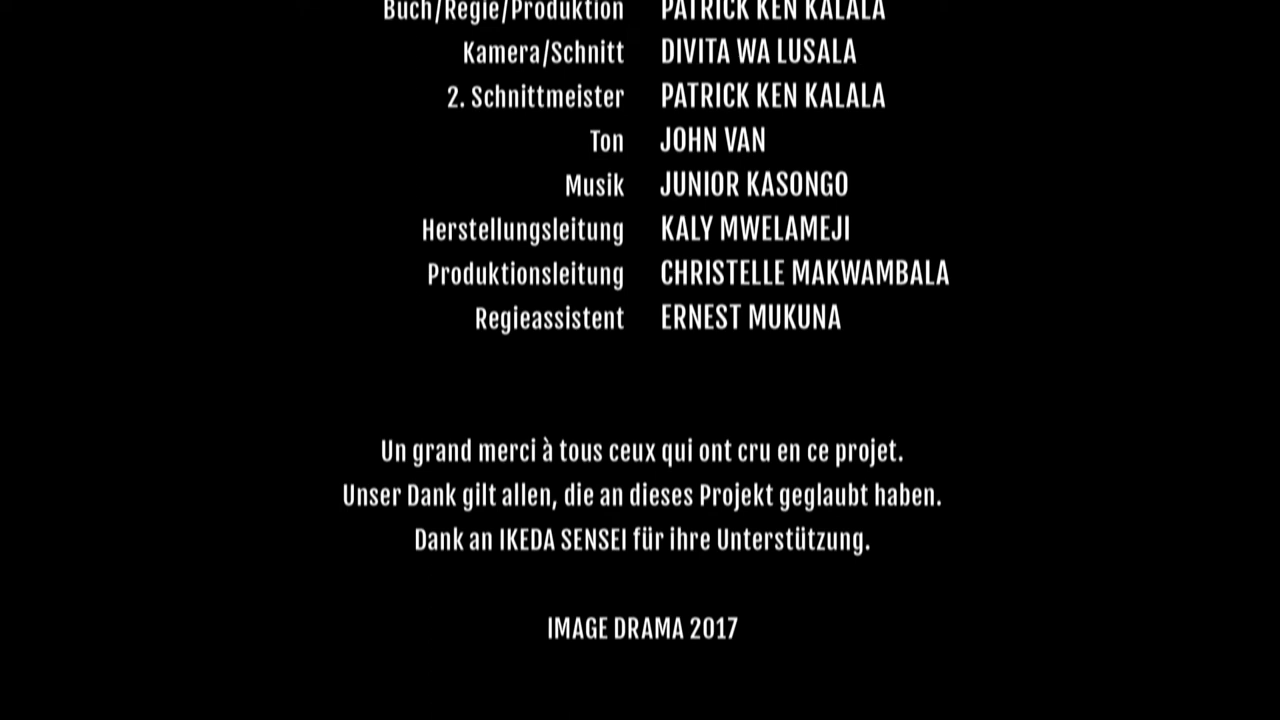 Buch/Regie/Produktion PATRICK KEN KALALA
Kamera/Schnitt DIVITA WA LUSALA
2. Schnittmeister PATRICK KEN KALALA
Ton JOHN VAN
Musik JUNIOR KASONGO
Herstellungsleitung KALY MWELAMEJI
Produktionsleitung CHRISTELLE MAKWAMBALA
Regieassistent ERNEST MUKUNA
Un grand merci à tous ceux qui ont cru en ce projet.
Unser Dank gilt allen, die an dieses Projekt geglaubt haben.
Dank an IKEDA SENSEI für ihre Unterstützung.
IMAGE DRAMA 2017